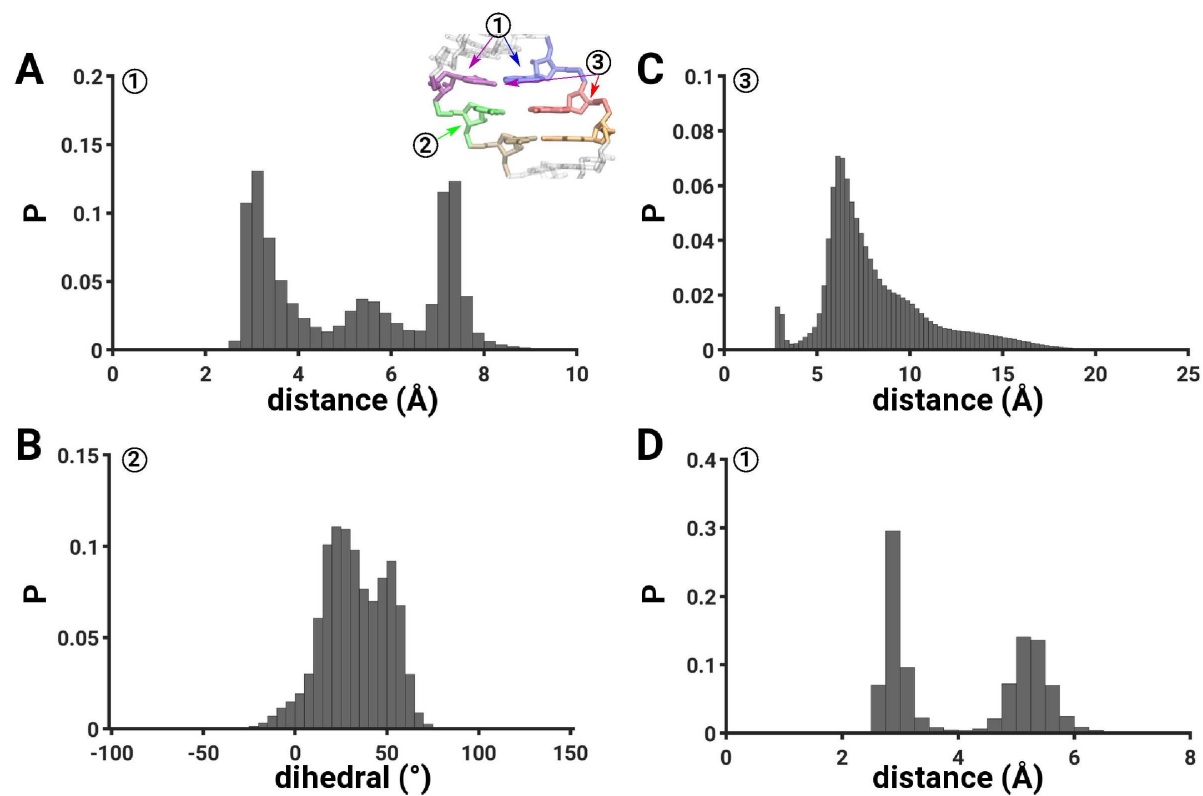 A
①
0.2
0.15
0.1
0.05
0
P
0 2 4 6 8 10
distance (Å)
①
③
②
C
③
0.1
0.08
0.06
0.04
0.02
0
P
0 5 10 15 20 25
distance (Å)
B
②
0.15
0.1
0.05
0
P
-100 -50 0 50 100 150
dihedral (°)
D
①
0.4
0.3
0.2
0.1
0
P
0 2 4 6 8
distance (Å)